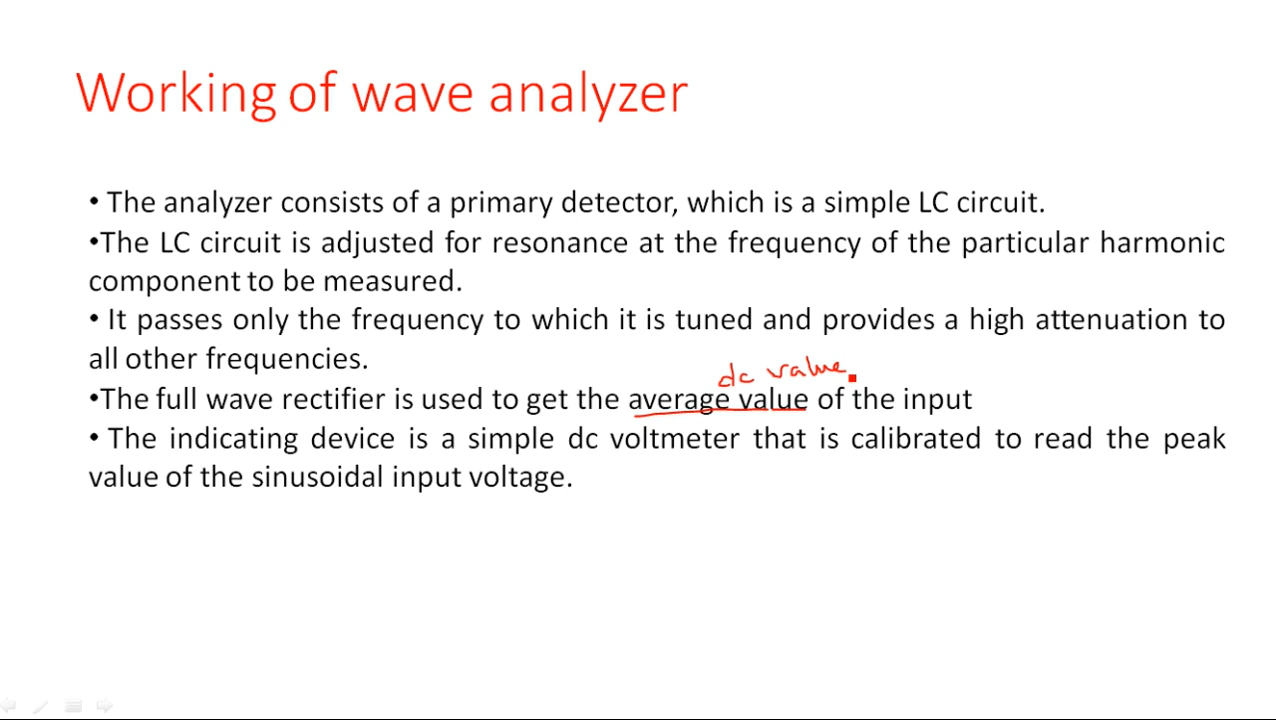 Working of wave analyzer
• The analyzer consists of a primary detector, which is a simple LC circuit.
•The LC circuit is adjusted for resonance at the frequency of the particular harmonic
component to be measured.
• It passes only the frequency to which it is tuned and provides a high attenuation to
all other frequencies.
dc value.
•The full wave rectifier is used to get the average value of the input
• The indicating device is a simple dc voltmeter that is calibrated to read the peak
value of the sinusoidal input voltage.